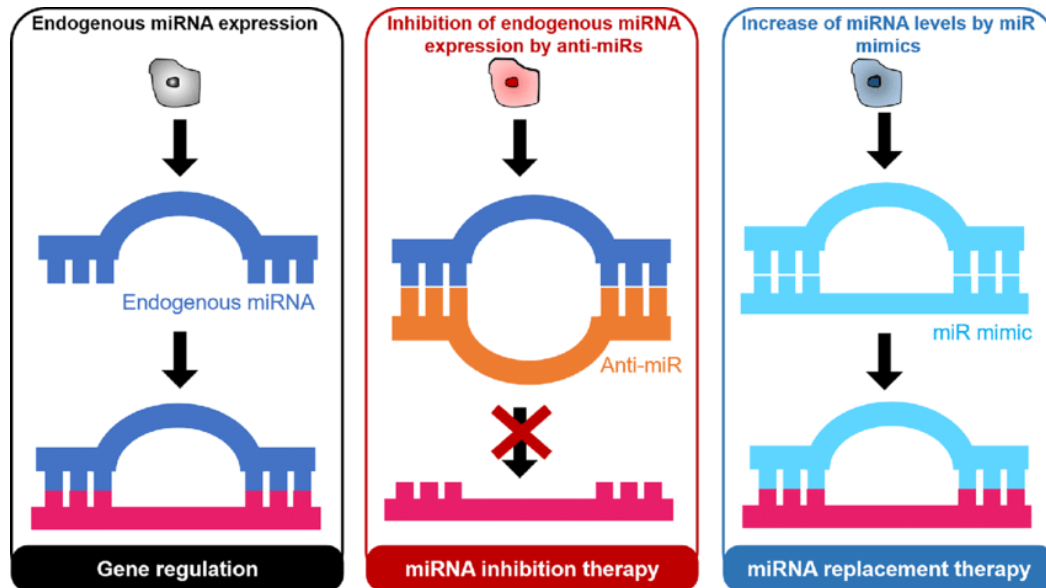 Endogenous miRNA expression
Endogenous miRNA
Gene regulation
Inhibition of endogenous miRNA
expression by anti-miRs
Anti-miR
miRNA inhibition therapy
Increase of miRNA levels by miR
mimics
miR mimic
miRNA replacement therapy